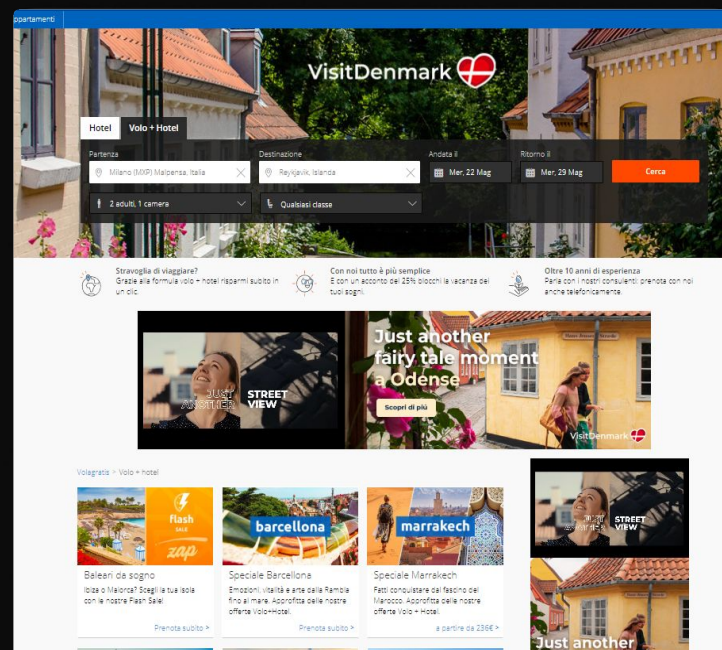 ppartamenti
VisitDenmark
Hotel
Volo + Hotel
Partenza
Destinazione
Andata il
Ritorno il
Milano (MXP) Malpensa, Italia
Reykjavik, Islanda
Mer, 22 Mag
Mer, 29 Mag
Cerca
2 adulti, 1 camera
Qualsiasi classe
Stravoglia di viaggiare?
Grazie alla formula volo + hotel risparmi subito in
un clic.
Con noi tutto è più semplice
E con un acconto del 25% blocchi la vacanza dei
tuoi sogni.
Oltre 10 anni di esperienza
Parla con i nostri consulenti: prenota con noi
anche telefonicamente.
JUST
ANOTHER
STREET
VIEW
Just another
fairy tale moment
a Odense
Scopri di più
VisitDenmark
Volagratis > Volo + hotel
flash
SALE
zap
Baleari da sogno
Ibiza o Maiorca? Scegli la tua isola
con le nostre Flash Sale!
Prenota subito >
barcellona
Speciale Barcellona
Emozioni, vitalità e arte dalla Rambla
fino al mare. Approfitta delle nostre
offerte Volo+Hotel.
Prenota subito >
marrakech
Speciale Marrakech
Fatti conquistare dal fascino del
Marocco. Approfitta delle nostre
offerte Volo + Hotel.
a partire da 236€ >
JUST
ANOTHER
STREET
VIEW
Just another